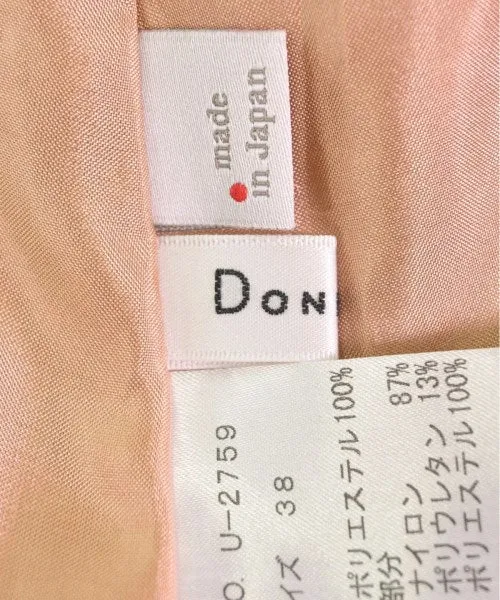 made
in Japan
DON
O. U-2759
イズ 38
ポリエステル100%
部分
ナイロン 87%
ポリウレタン 13%
ポリエステル100%